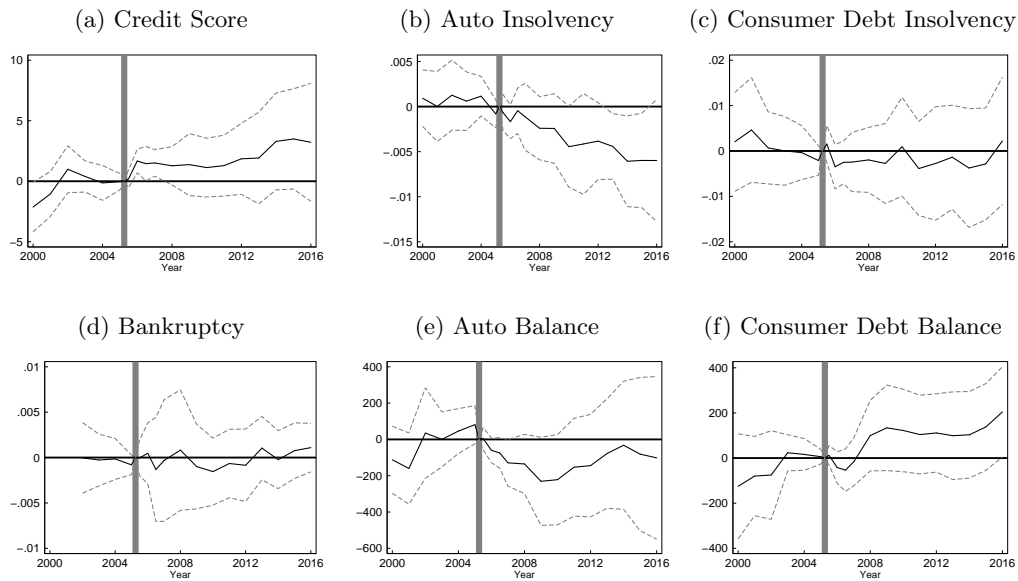 (a) Credit Score
(b) Auto Insolvency
(c) Consumer Debt Insolvency
10
5
0
−5
2000 2004 2008 2012 2016
Year
.005
0
−.005
−.01
−.015
2000 2004 2008 2012 2016
Year
.02
.01
0
−.01
−.02
2000 2004 2008 2012 2016
Year
(d) Bankruptcy
(e) Auto Balance
(f) Consumer Debt Balance
.01
.005
0
−.005
−.01
2000 2004 2008 2012 2016
Year
400
200
0
−200
−400
−600
2000 2004 2008 2012 2016
Year
400
200
0
−200
−400
2000 2004 2008 2012 2016
Year